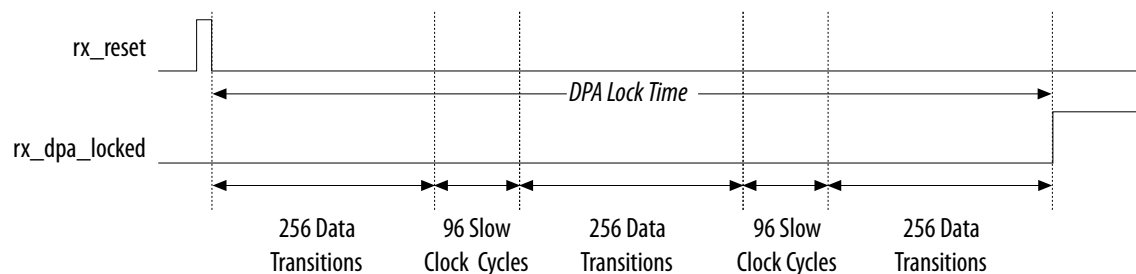 rx_reset
DPA Lock Time
rx_dpa_locked
256 Data 96 Slow 256 Data 96 Slow 256 Data
Transitions Clock Cycles Transitions Clock Cycles Transitions